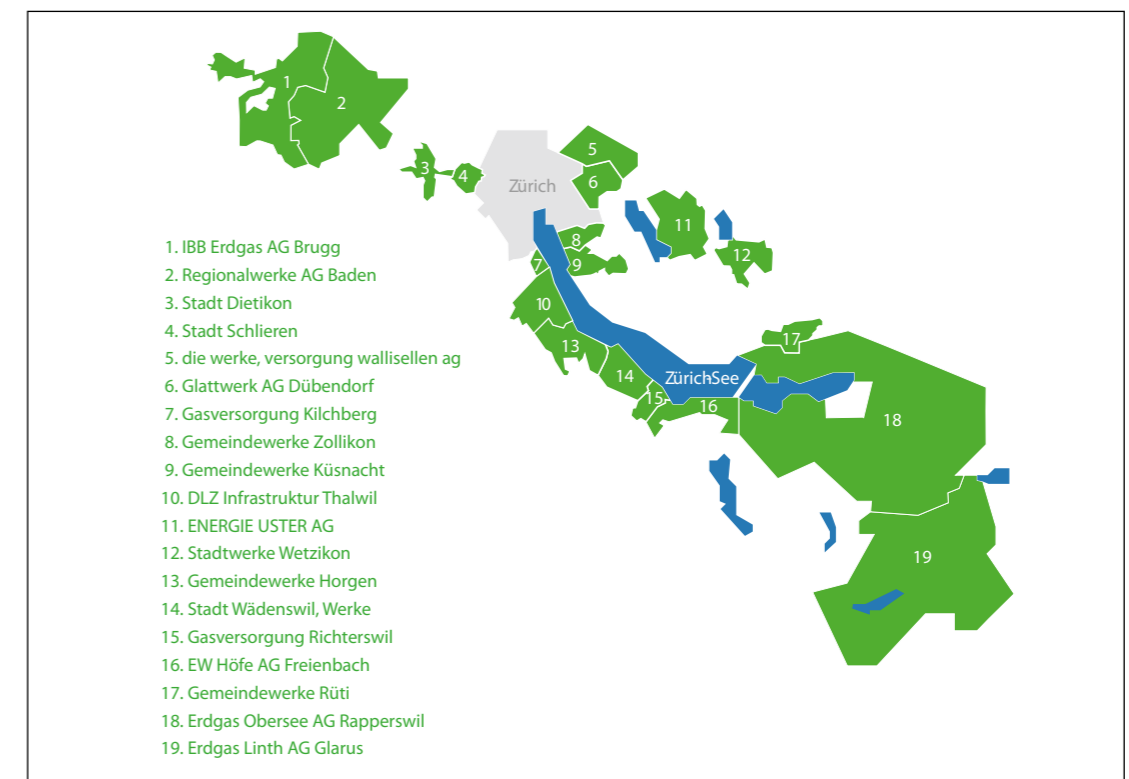 1
2
3
4
Zürich
5
6
11
12
8
7
9
10
13
14
15
Zürich-See
16
17
18
19
1. IBB Erdgas AG Brugg
2. Regionalwerke AG Baden
3. Stadt Dietikon
4. Stadt Schlieren
5. die werke, versorgung wallisellen ag
6. Glattwerk AG Dübendorf
7. Gasversorgung Kilchberg
8. Gemeindewerke Zollikon
9. Gemeindewerke Küsnacht
10. DLZ Infrastruktur Thalwil
11. ENERGIE USTER AG
12. Stadtwerke Wetzikon
13. Gemeindewerke Horgen
14. Stadt Wädenswil, Werke
15. Gasversorgung Richterswil
16. EW Höfe AG Freienbach
17. Gemeindewerke Rüti
18. Erdgas Obersee AG Rapperswil
19. Erdgas Linth AG Glarus